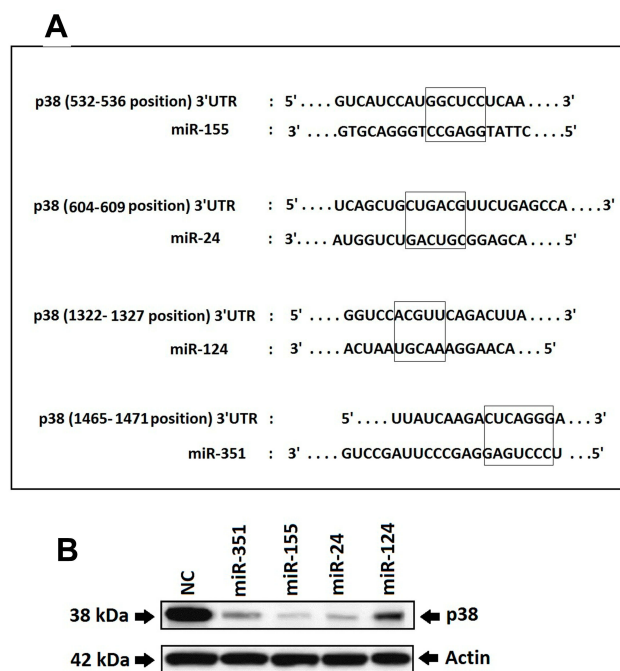 A
p38 (532-536 position) 3'UTR : 5' . . . . GUCAUCCAUGGCUCCUCAA . . . . 3'
miR-155 : 3' . . . . GTGCAGGGTCCGAGGTATTC . . . . 5'
p38 (604-609 position) 3'UTR : 5' . . . . UCAGCUGCUGACGUUCUGAGCCA . . . . 3'
miR-24 : 3'. . . . AUGGUCUGACUGCGGAGCA . . . . 5'
p38 (1322- 1327 position) 3'UTR : 5' . . . . GGUCCACGUUCAGACUUA . . . . 3'
miR-124 : 3' . . . . ACUAAUGCAAAGGAACA . . . 5'
p38 (1465- 1471 position) 3'UTR : 5'. . . . UUAUCAAGACUCAGGGA . . . 3'
miR-351 : 3' . . . . GUCCGAUUCCCGAGGAGUCCCU . . . 5'
B
NC miR-351 miR-155 miR-24 miR-124
38 kDa p38
42 kDa Actin